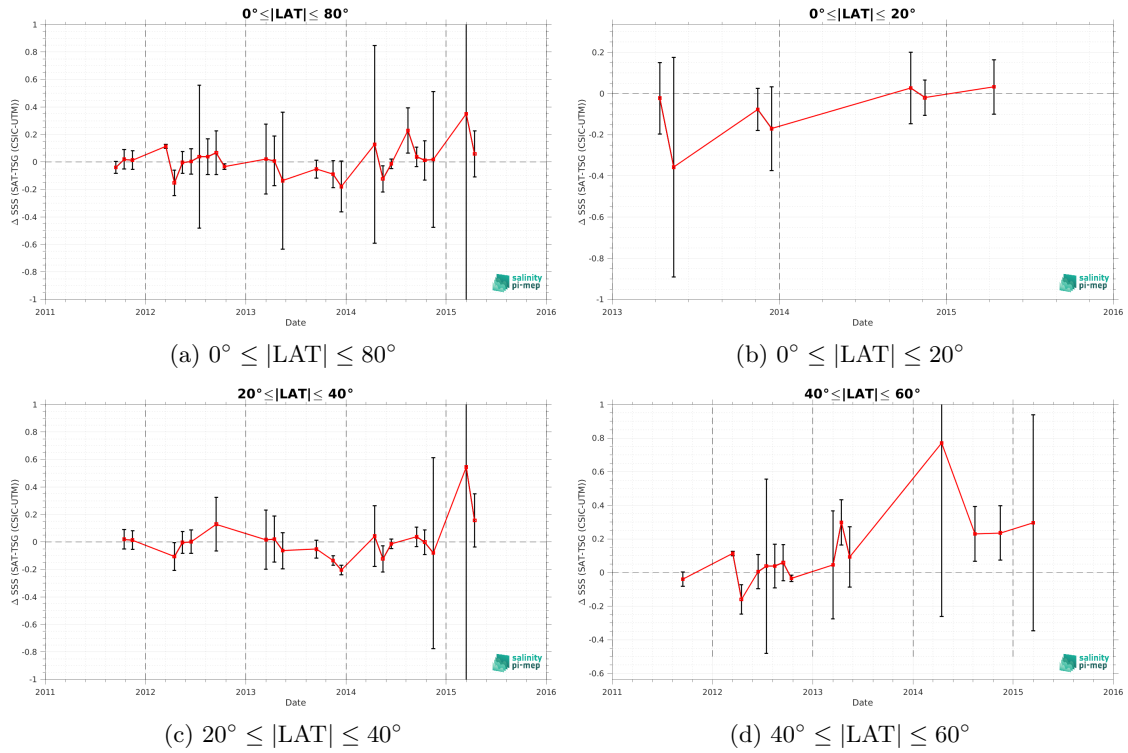 0°≤|LAT|≤ 80°
1
0.8
0.6
0.4
0.2
0
-0.2
-0.4
-0.6
-0.8
-1
Δ SSS (SAT-TSG (CSIC-UTM))
2011 2012 2013 2014 2015 2016
Date
salinity
pi-mep
(a) 0° ≤ |LAT| ≤ 80°
0°≤|LAT|≤ 20°
0.2
0
-0.2
-0.4
-0.6
-0.8
-1
Δ SSS (SAT-TSG (CSIC-UTM))
2013 2014 2015 2016
Date
salinity
pi-mep
(b) 0° ≤ |LAT| ≤ 20°
20°≤|LAT|≤ 40°
1
0.8
0.6
0.4
0.2
0
-0.2
-0.4
-0.6
-0.8
-1
Δ SSS (SAT-TSG (CSIC-UTM))
2011 2012 2013 2014 2015 2016
Date
salinity
pi-mep
(c) 20° ≤ |LAT| ≤ 40°
40°≤|LAT|≤ 60°
1
0.8
0.6
0.4
0.2
0
-0.2
-0.4
-0.6
Δ SSS (SAT-TSG (CSIC-UTM))
2011 2012 2013 2014 2015 2016
Date
salinity
pi-mep
(d) 40° ≤ |LAT| ≤ 60°